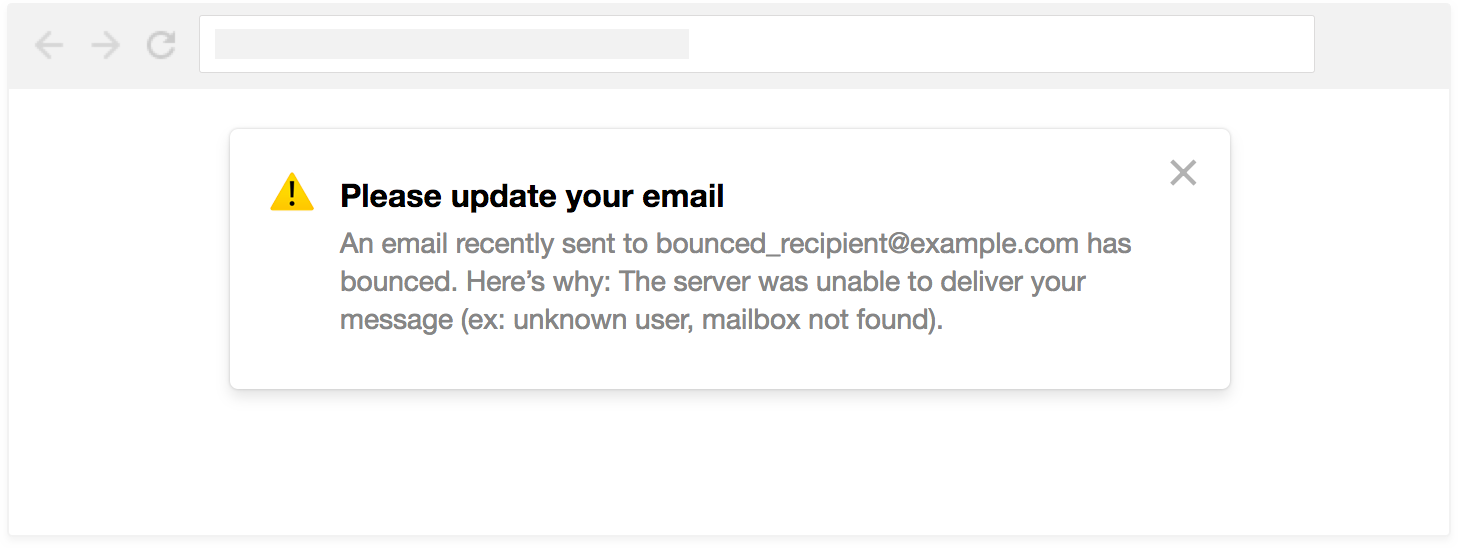 Please update your email
An email recently sent to bounced_recipient@example.com has
bounced. Here’s why: The server was unable to deliver your
message (ex: unknown user, mailbox not found).